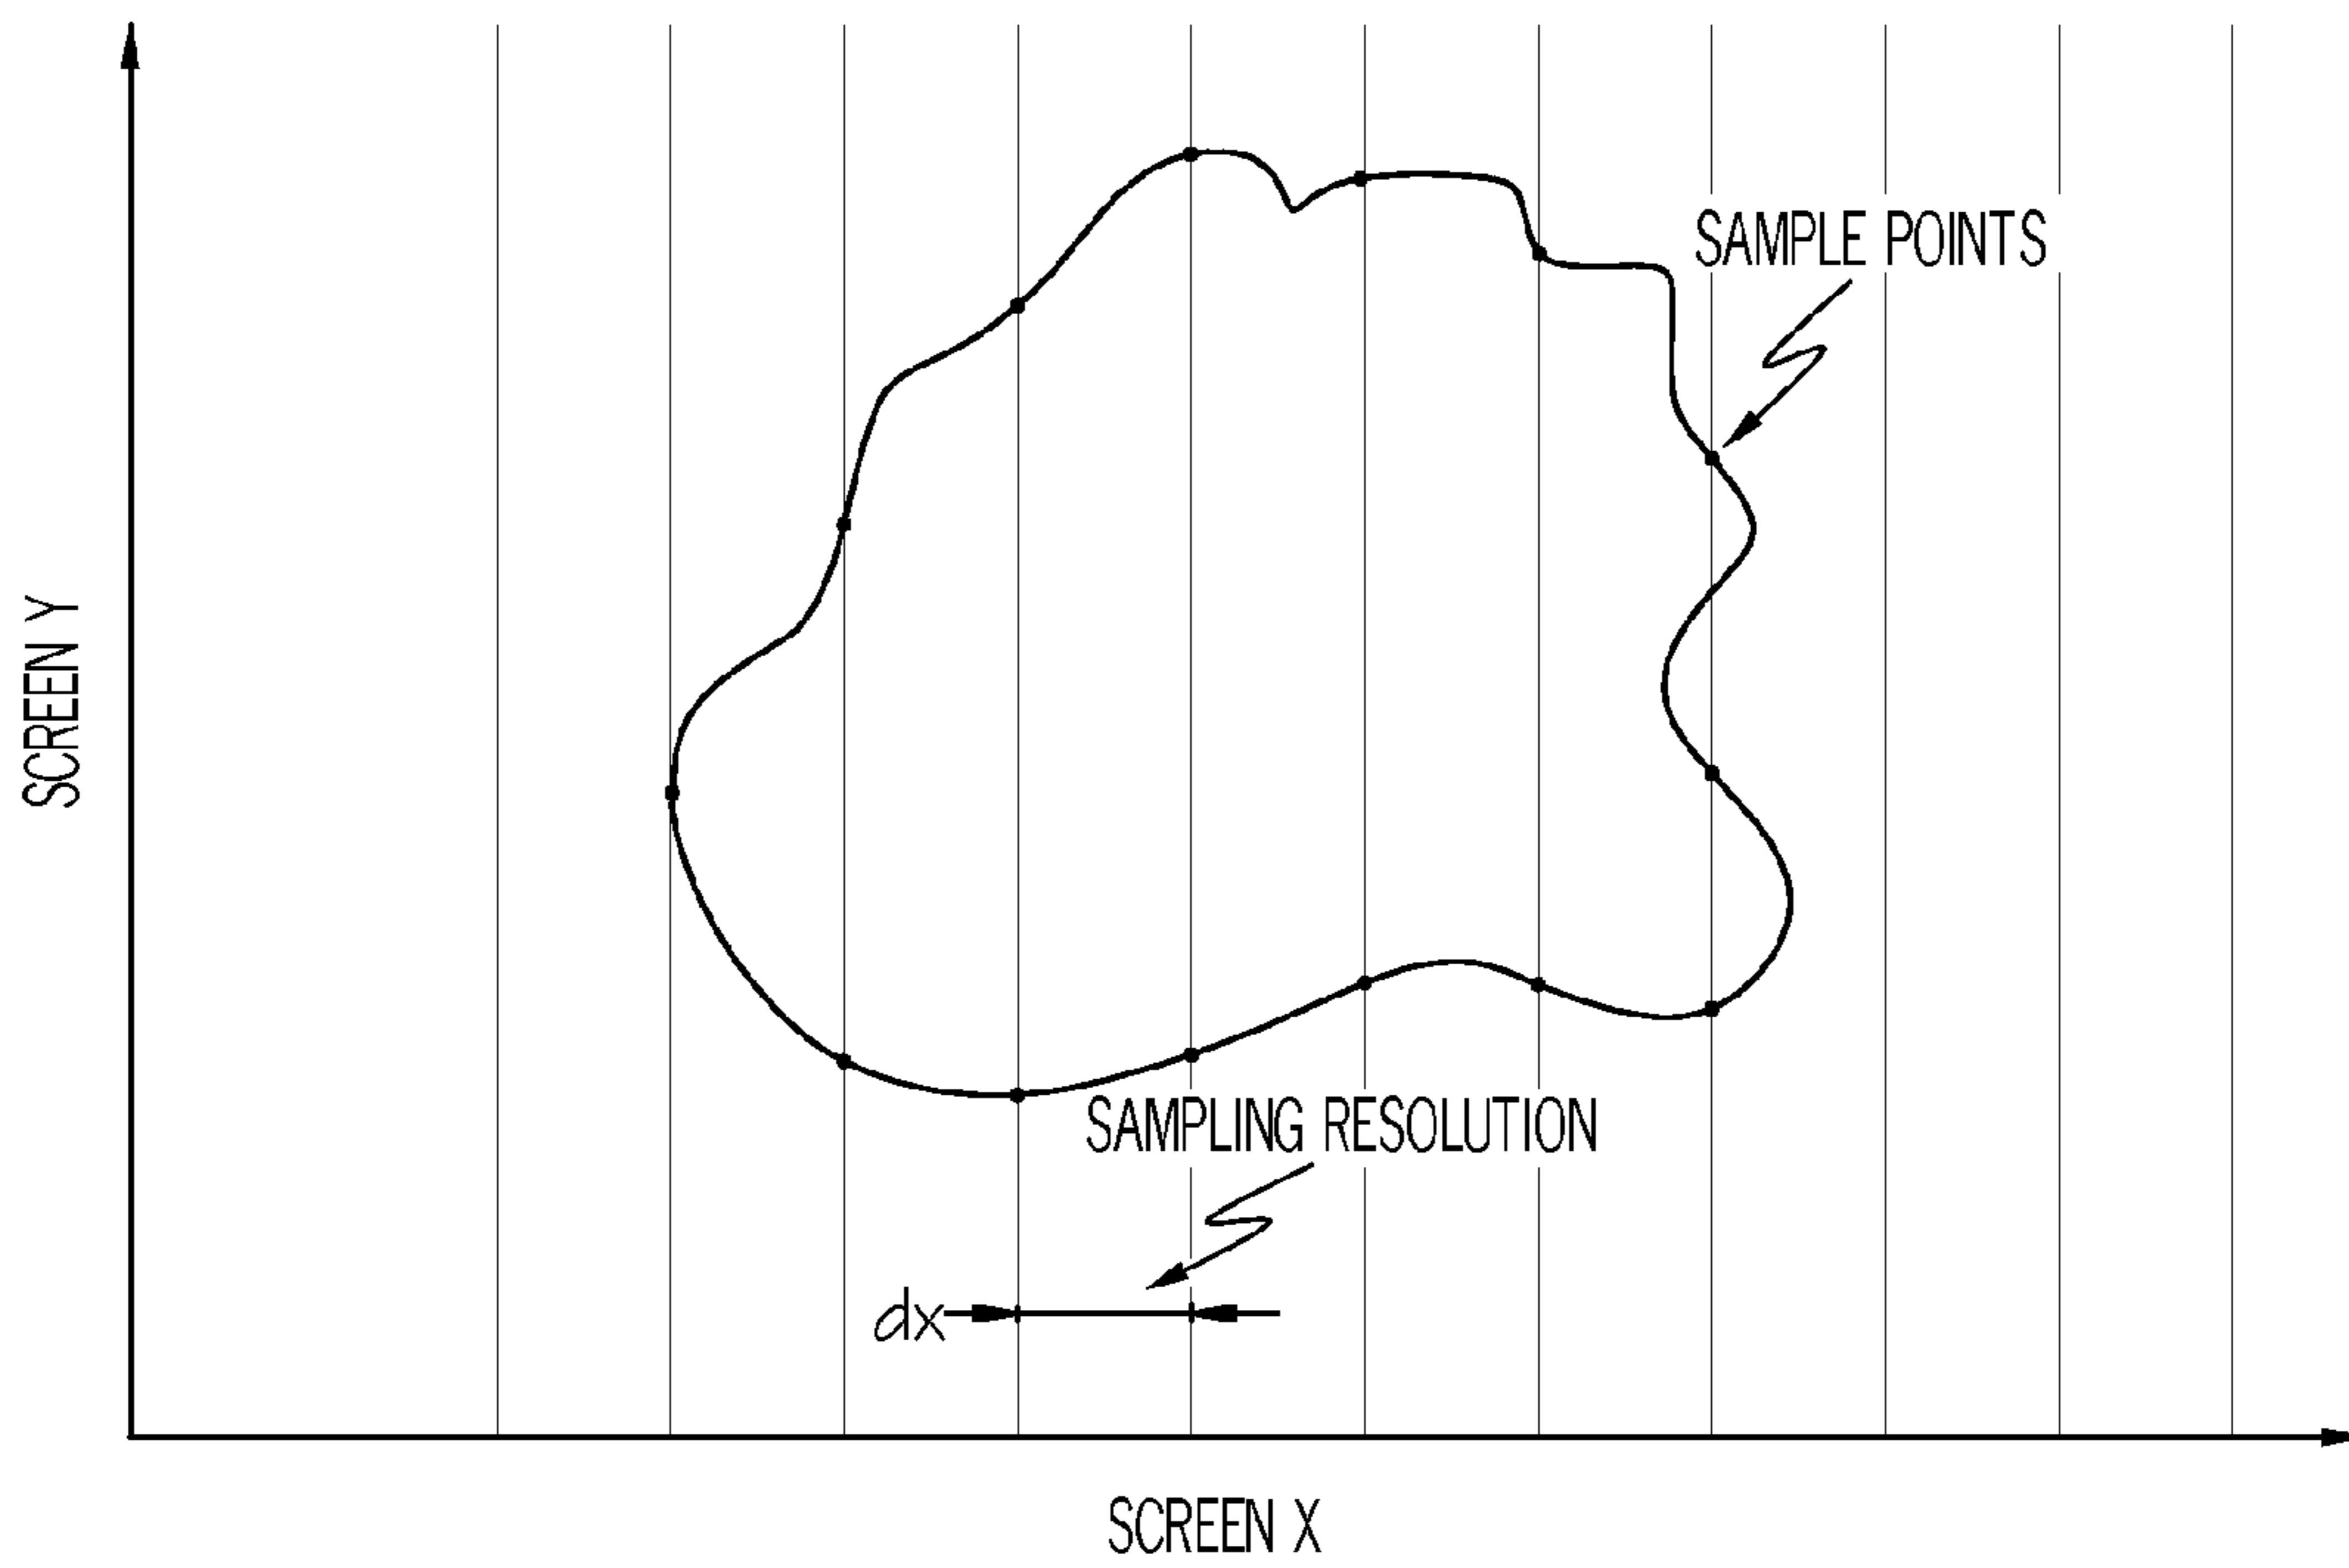 SAMPLE POINTS
SCREEN Y
SAMPLING RESOLUTION
dx
SCREEN X